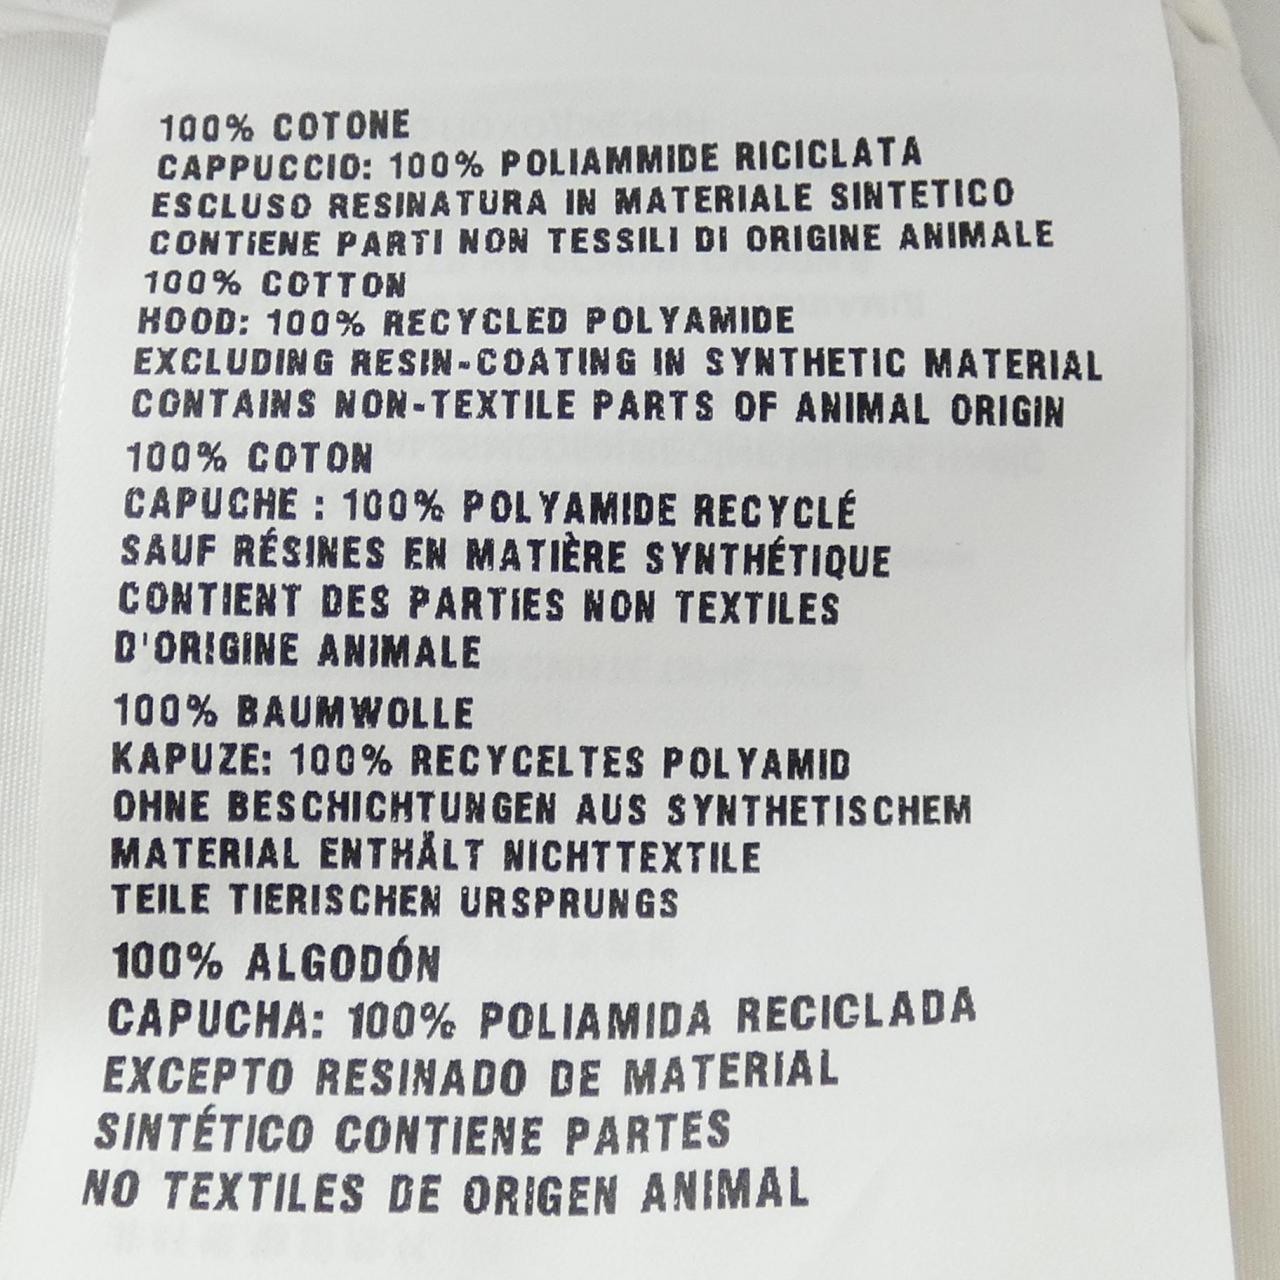 100% COTONE
CAPPUCCIO: 100% POLIAMMIDE RICICLATA
ESCLUSO RESINATURA IN MATERIALE SINTETICO
CONTIENE PARTI NON TESSILI DI ORIGINE ANIMALE
100% COTTON
HOOD: 100% RECYCLED POLYAMIDE
EXCLUDING RESIN-COATING IN SYNTHETIC MATERIAL
CONTAINS NON-TEXTILE PARTS OF ANIMAL ORIGIN
100% COTON
CAPUCHE : 100% POLYAMIDE RECYCLÉ
SAUF RÉSINES EN MATIÈRE SYNTHÉTIQUE
CONTIENT DES PARTIES NON TEXTILES
D'ORIGINE ANIMALE
100% BAUMWOLLE
KAPUZE: 100% RECYCELTES POLYAMID
OHNE BESCHICHTUNGEN AUS SYNTHETISCHEM
MATERIAL ENTHÄLT NICHTTEXTILE
TEILE TIERISCHEN URSPRUNGS
100% ALGODÓN
CAPUCHA: 100% POLIAMIDA RECICLADA
EXCEPTO RESINADO DE MATERIAL
SINTÉTICO CONTIENE PARTES
NO TEXTILES DE ORIGEN ANIMAL